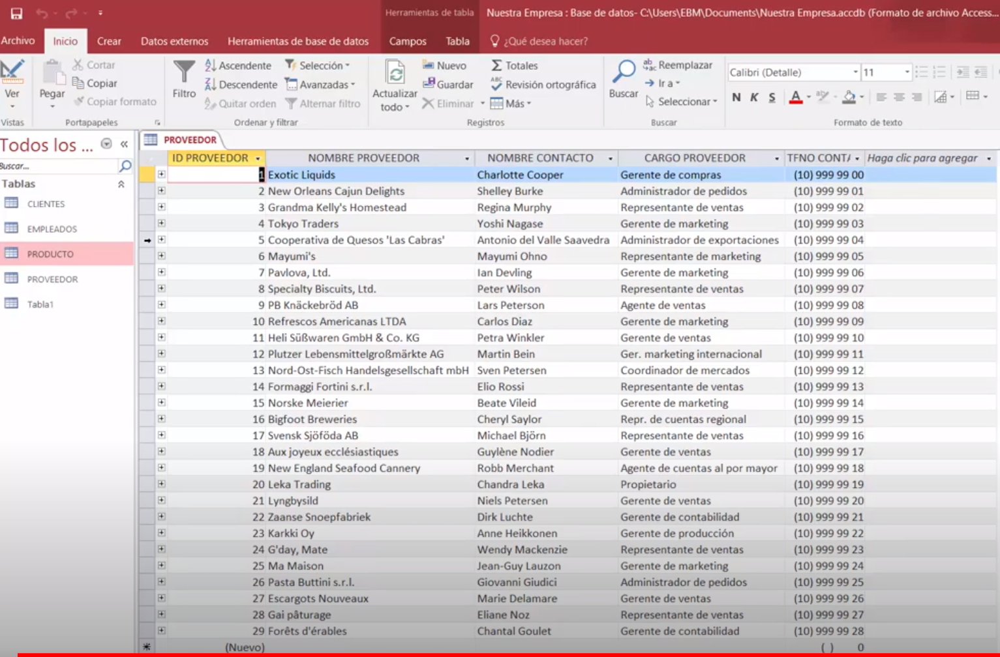 Herramientas de tabla
Nuestra Empresa : Base de datos- C:\Users\EBM\Documents\Nuestra Empresa.accdb (Formato de archivo Access...
Archivo Inicio Crear Datos externos Herramientas de base de datos Campos Tabla ¿Qué desea hacer?
Ver
Vistas
Pegar
Cortar
Copiar
Copiar formato
Portapapeles
Filtro
Ascendente
Descendente
Quitar orden
Selección
Avanzadas
Alternar filtro
Ordenar y filtrar
Actualizar
todo
Nuevo
Guardar
Eliminar
Totales
Revisión ortográfica
Más
Registros
Buscar
Reemplazar
Ir a
Seleccionar
Buscar
Calibri (Detalle) 11
N K S A
Formato de texto
Todos los ... «
Buscar...
Tablas
CLIENTES
EMPLEADOS
PRODUCTO
PROVEEDOR
Tabla1
PROVEEDOR
ID PROVEEDOR NOMBRE PROVEEDOR NOMBRE CONTACTO CARGO PROVEEDOR TFNO CONTA Haga clic para agregar
1 Exotic Liquids Charlotte Cooper Gerente de compras (10) 999 99 00
2 New Orleans Cajun Delights Shelley Burke Administrador de pedidos (10) 999 99 01
3 Grandma Kelly's Homestead Regina Murphy Representante de ventas (10) 999 99 02
4 Tokyo Traders Yoshi Nagase Gerente de marketing (10) 999 99 03
5 Cooperativa de Quesos 'Las Cabras' Antonio del Valle Saavedra Administrador de exportaciones (10) 999 99 04
6 Mayumi's Mayumi Ohno Representante de marketing (10) 999 99 05
7 Pavlova, Ltd. Ian Devling Gerente de marketing (10) 999 99 06
8 Specialty Biscuits, Ltd. Peter Wilson Representante de ventas (10) 999 99 07
9 PB Knäckebröd AB Lars Peterson Agente de ventas (10) 999 99 08
10 Refrescos Americanas LTDA Carlos Diaz Gerente de marketing (10) 999 99 09
11 Heli Süßwaren GmbH & Co. KG Petra Winkler Gerente de ventas (10) 999 99 10
12 Plutzer Lebensmittelgroßmärkte AG Martin Bein Ger. marketing internacional (10) 999 99 11
13 Nord-Ost-Fisch Handelsgesellschaft mbH Sven Petersen Coordinador de mercados (10) 999 99 12
14 Formaggi Fortini s.r.l. Elio Rossi Representante de ventas (10) 999 99 13
15 Norske Meierier Beate Vileid Gerente de marketing (10) 999 99 14
16 Bigfoot Breweries Cheryl Saylor Repr. de cuentas regional (10) 999 99 15
17 Svensk Sjöföda AB Michael Björn Representante de ventas (10) 999 99 16
18 Aux joyeux ecclésiastiques Guylène Nodier Gerente de ventas (10) 999 99 17
19 New England Seafood Cannery Robb Merchant Agente de cuentas al por mayor (10) 999 99 18
20 Leka Trading Chandra Leka Propietario (10) 999 99 19
21 Lyngbysild Niels Petersen Gerente de ventas (10) 999 99 20
22 Zaanse Snoepfabriek Dirk Luchte Gerente de contabilidad (10) 999 99 21
23 Karkki Oy Anne Heikkonen Gerente de producción (10) 999 99 22
24 G'day, Mate Wendy Mackenzie Representante de ventas (10) 999 99 23
25 Ma Maison Jean-Guy Lauzon Gerente de marketing (10) 999 99 24
26 Pasta Buttini s.r.l. Giovanni Giudici Administrador de pedidos (10) 999 99 25
27 Escargots Nouveaux Marie Delamare Gerente de ventas (10) 999 99 26
28 Gai pâturage Eliane Noz Representante de ventas (10) 999 99 27
29 Forêts d'érables Chantal Goulet Gerente de contabilidad (10) 999 99 28
(Nuevo) ( ) 0